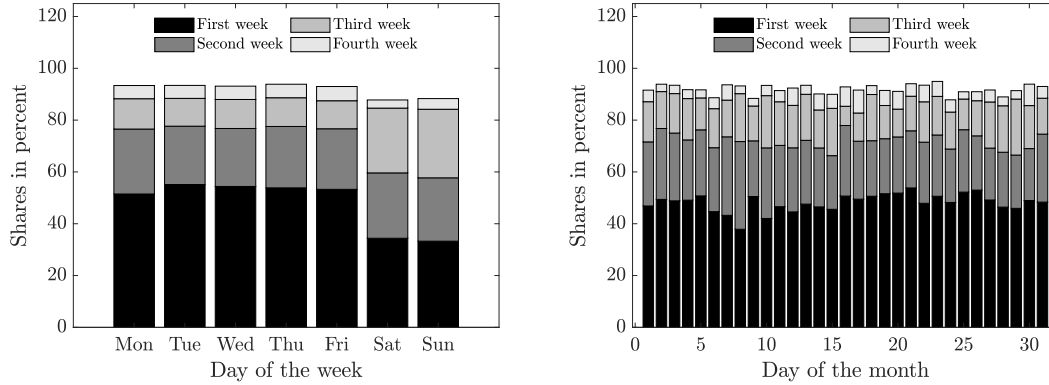 First week
Second week
Third week
Fourth week
120
100
80
60
40
20
0
Shares in percent
Mon Tue Wed Thu Fri Sat Sun
Day of the week
First week
Second week
Third week
Fourth week
120
100
80
60
40
20
0
Shares in percent
0 5 10 15 20 25 30
Day of the month